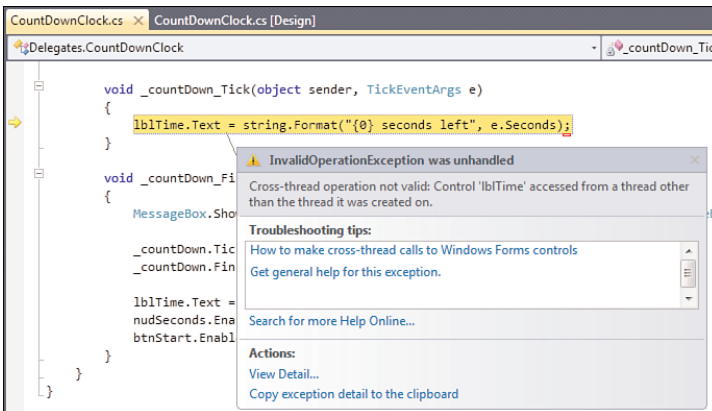 CountDownClock.cs CountDownClock.cs [Design]
Delegates.CountDownClock _countDown_Tic
void _countDown_Tick(object sender, TickEventArgs e)
{
lblTime.Text = string.Format("{0} seconds left", e.Seconds);
}
void _countDown_Fi
{
MessageBox.Sho
_countDown.Tic
_countDown.Fin
lblTime.Text =
nudSeconds.Ena
btnStart.Enabl
}
}
}
InvalidOperationException was unhandled
Cross-thread operation not valid: Control 'lblTime' accessed from a thread other
than the thread it was created on.
Troubleshooting tips:
How to make cross-thread calls to Windows Forms controls
Get general help for this exception.
Search for more Help Online...
Actions:
View Detail...
Copy exception detail to the clipboard